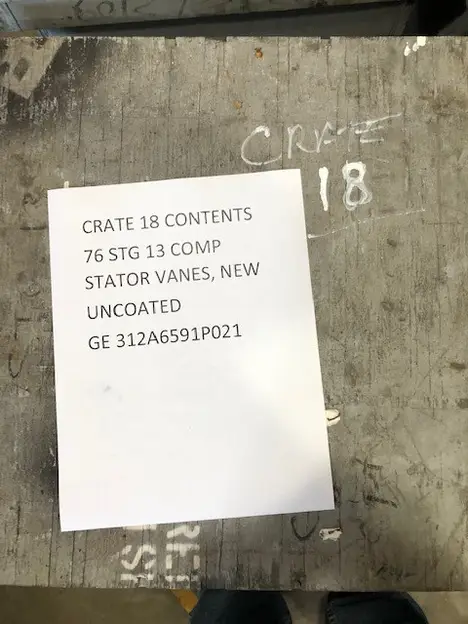 CRATE
18
CRATE 18 CONTENTS
76 STG 13 COMP
STATOR VANES, NEW
UNCOATED
GE 312A6591P021